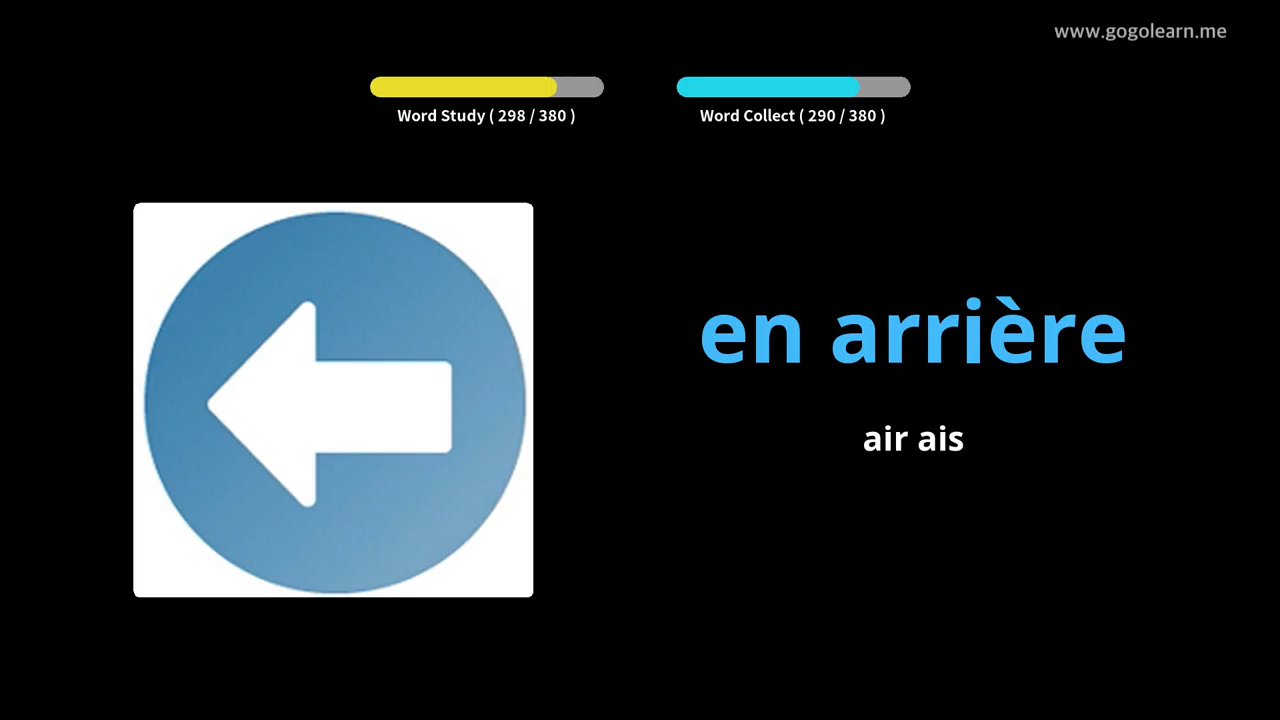 www.gogolearn.me
Word Study ( 298 / 380 )
Word Collect ( 290 / 380 )
en arrière
air ais